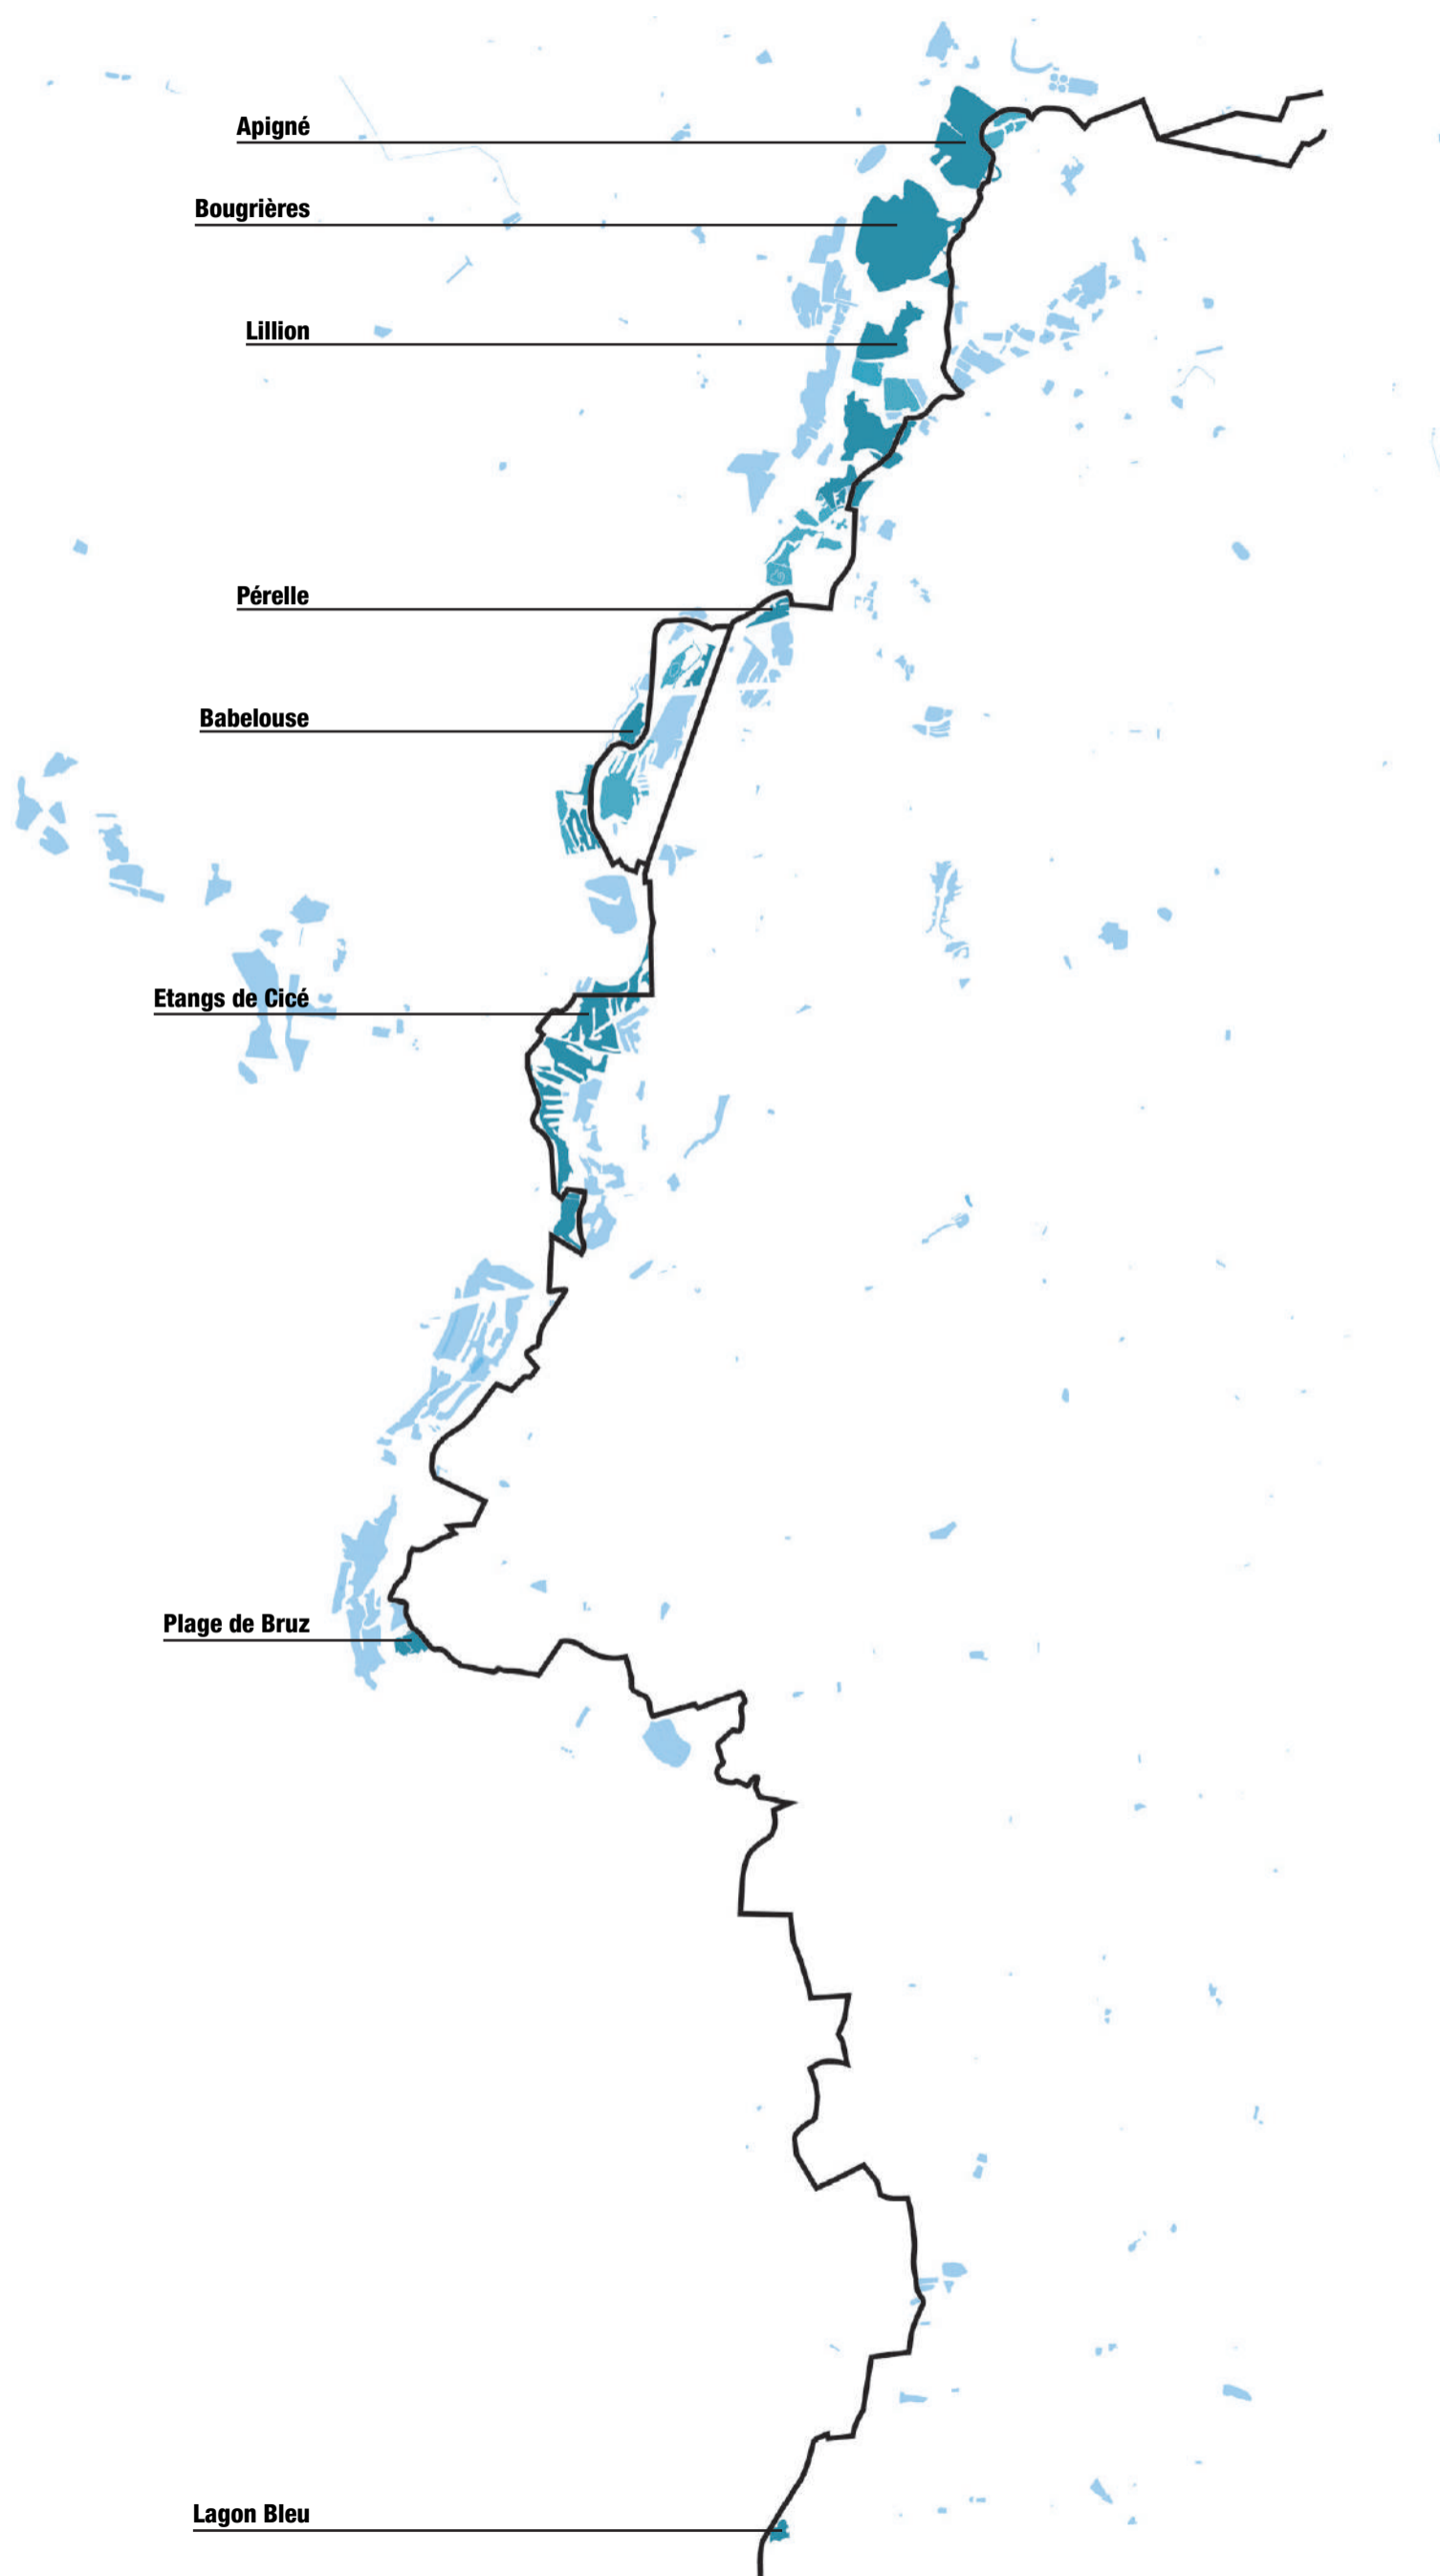 Apigné
Bougrières
Lillion
Pérelle
Babelouse
Etangs de Cicé
Plage de Bruz
Lagon Bleu